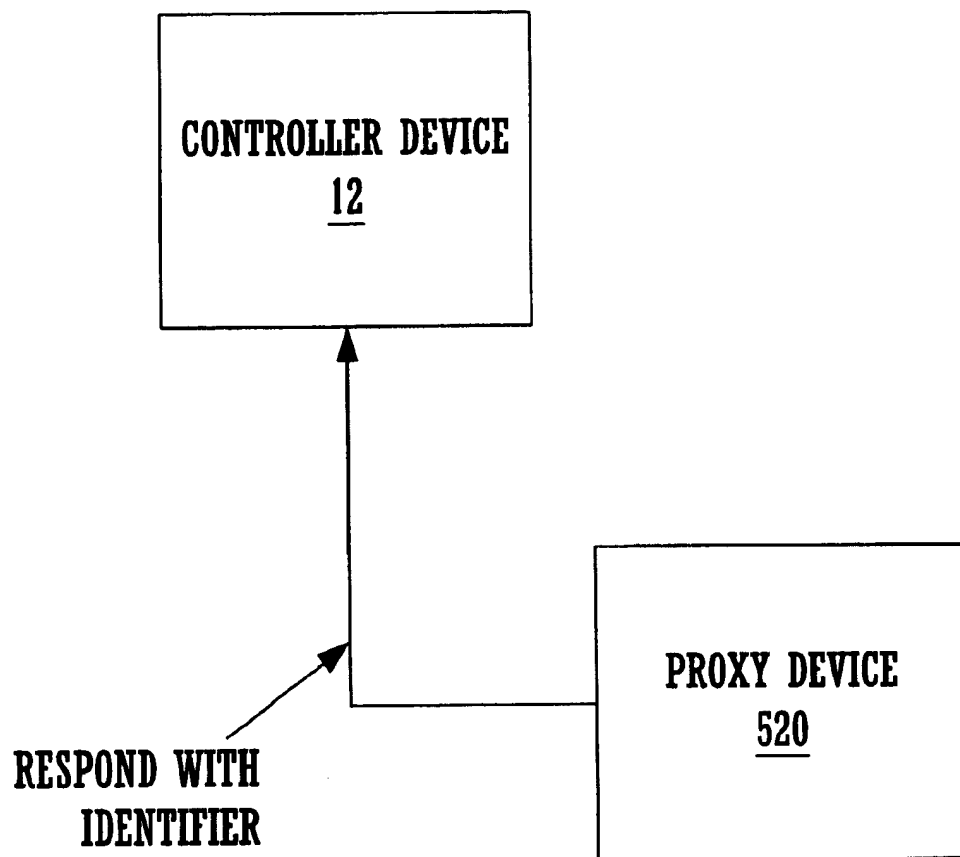 CONTROLLER DEVICE
12
PROXY DEVICE
520
RESPOND WITH
IDENTIFIER